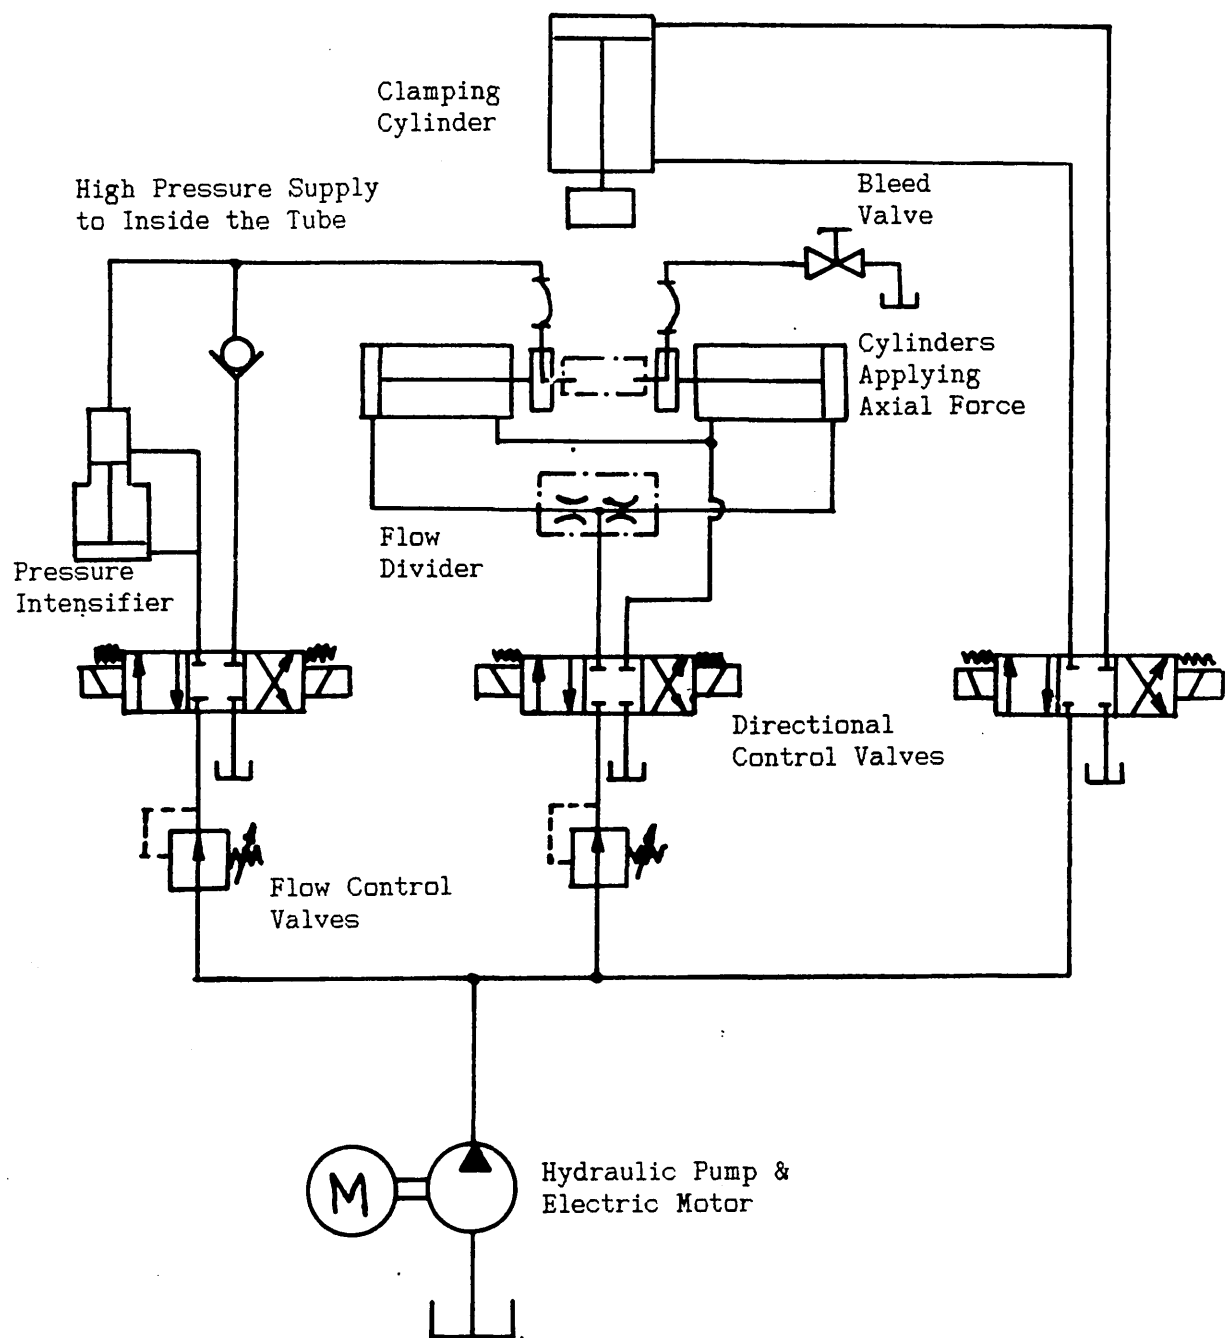 Clamping
Cylinder
High Pressure Supply
to Inside the Tube
Bleed
Valve
Cylinders
Applying
Axial Force
Flow
Divider
Pressure
Intensifier
Directional
Control Valves
Flow Control
Valves
M
Hydraulic Pump &
Electric Motor